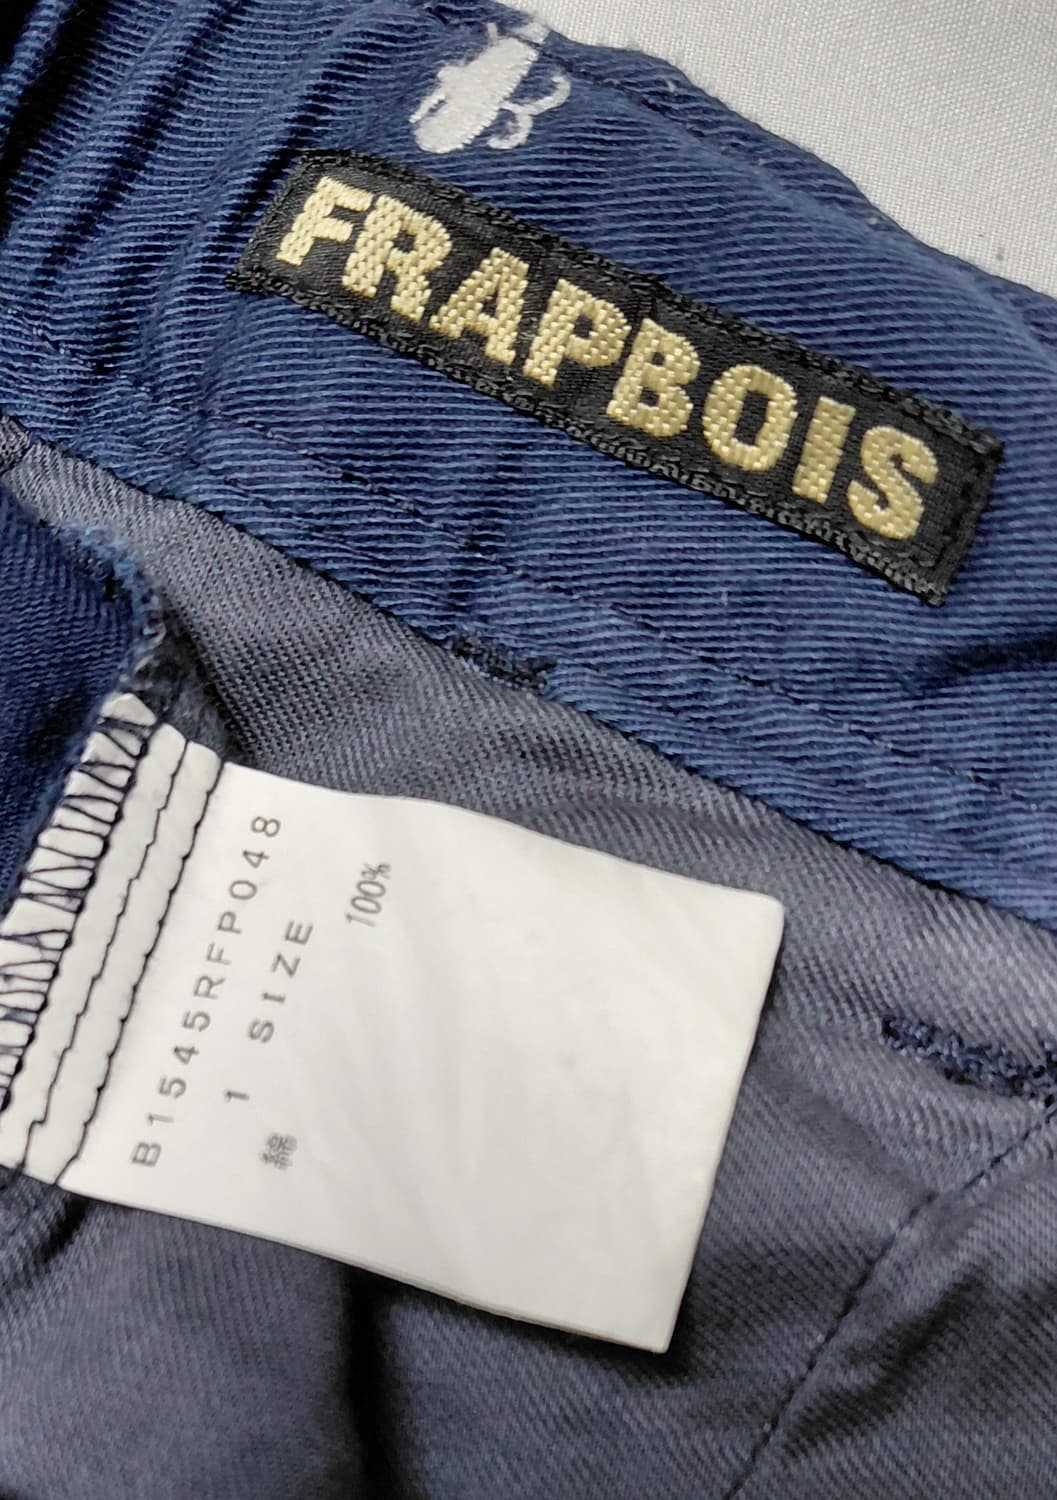 FRAPBOIS
B1545RFP048
1 SIZE
綿 100%